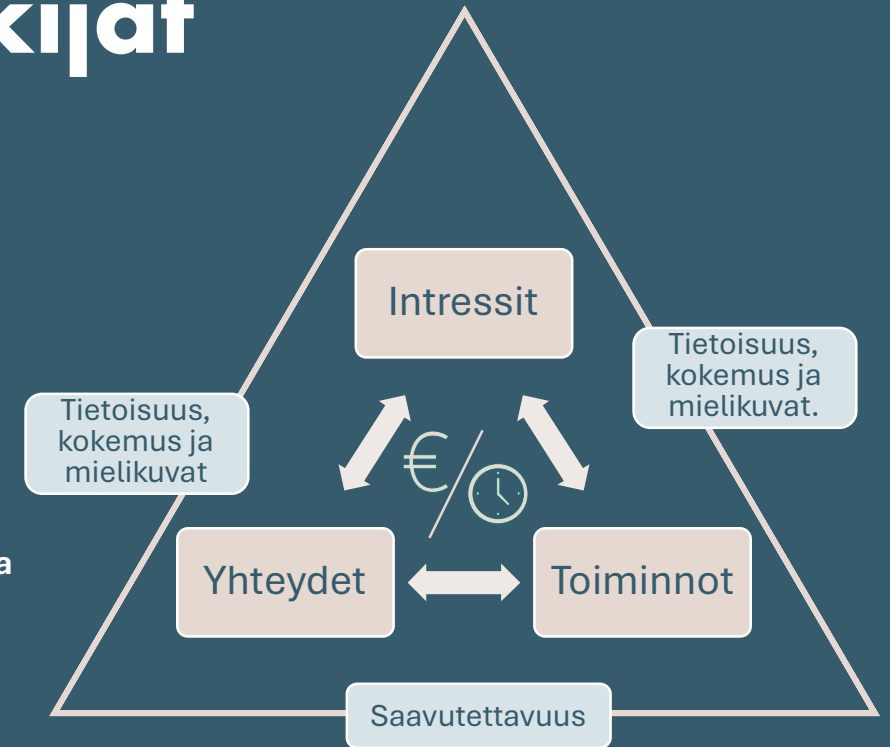 kijat
Intressit
Tietoisuus,
kokemus ja
mielikuvat.
Tietoisuus,
kokemus ja
mielikuvat
€
a
Yhteydet
Toiminnot
Saavutettavuus